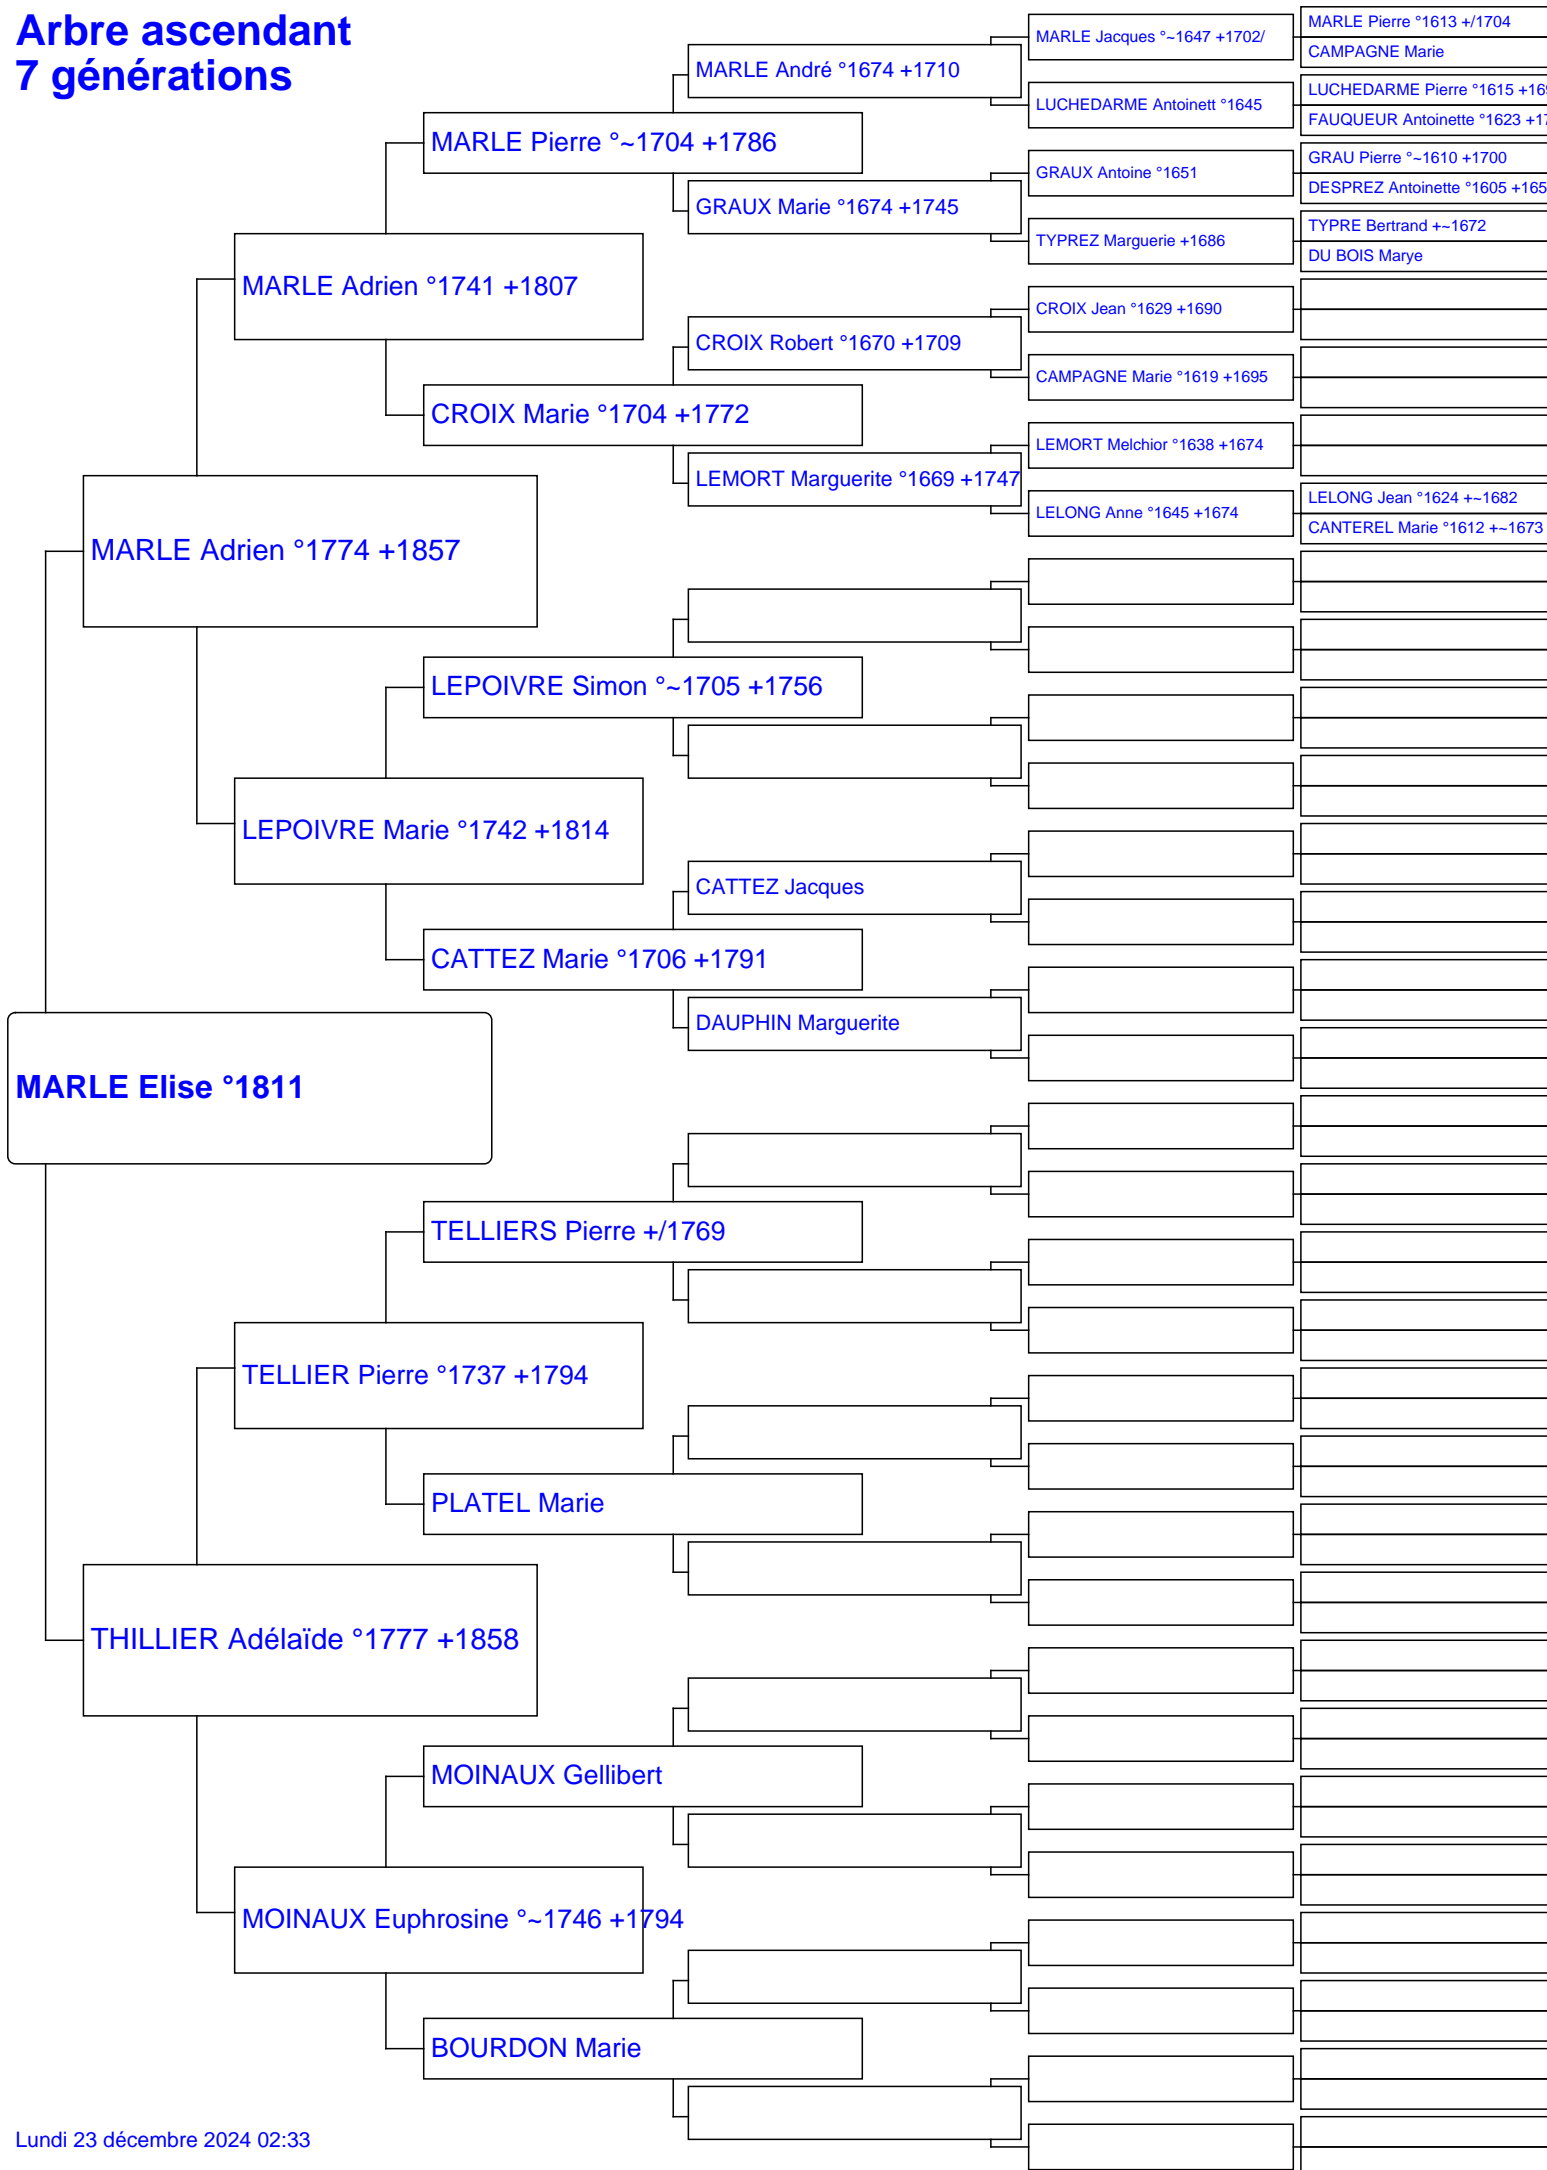 Arbre ascendant
7 générations
MARLE Elise °1811
MARLE Adrien °1774 +1857
THILLIER Adélaïde °1777 +1858
MARLE Adrien °1741 +1807
LEPOIVRE Marie °1742 +1814
TELLIER Pierre °1737 +1794
MOINAUX Euphrosine °~1746 +1794
MARLE Pierre °~1704 +1786
CROIX Marie °1704 +1772
LEPOIVRE Simon °~1705 +1756
CATTEZ Marie °1706 +1791
TELLIERS Pierre +/1769
PLATEL Marie
MOINAUX Gellibert
BOURDON Marie
MARLE André °1674 +1710
GRAUX Marie °1674 +1745
CROIX Robert °1670 +1709
LEMORT Marguerite °1669 +1747
CATTEZ Jacques
DAUPHIN Marguerite
MARLE Jacques °~1647 +1702/
LUCHEDARME Antoinett °1645
GRAUX Antoine °1651
TYPREZ Marguerie +1686
CROIX Jean °1629 +1690
CAMPAGNE Marie °1619 +1695
LEMORT Melchior °1638 +1674
LELONG Anne °1645 +1674
MARLE Pierre °1613 +/1704
CAMPAGNE Marie
LUCHEDARME Pierre °1615
FAUQUEUR Antoinette °1623
GRAU Pierre °~1610 +1700
DESPREZ Antoinette °1605
TYPRE Bertrand +~1672
DU BOIS Marye
LELONG Jean °1624 +~1682
CANTEREL Marie °1612 +~1673
Lundi 23 décembre 2024 02:33